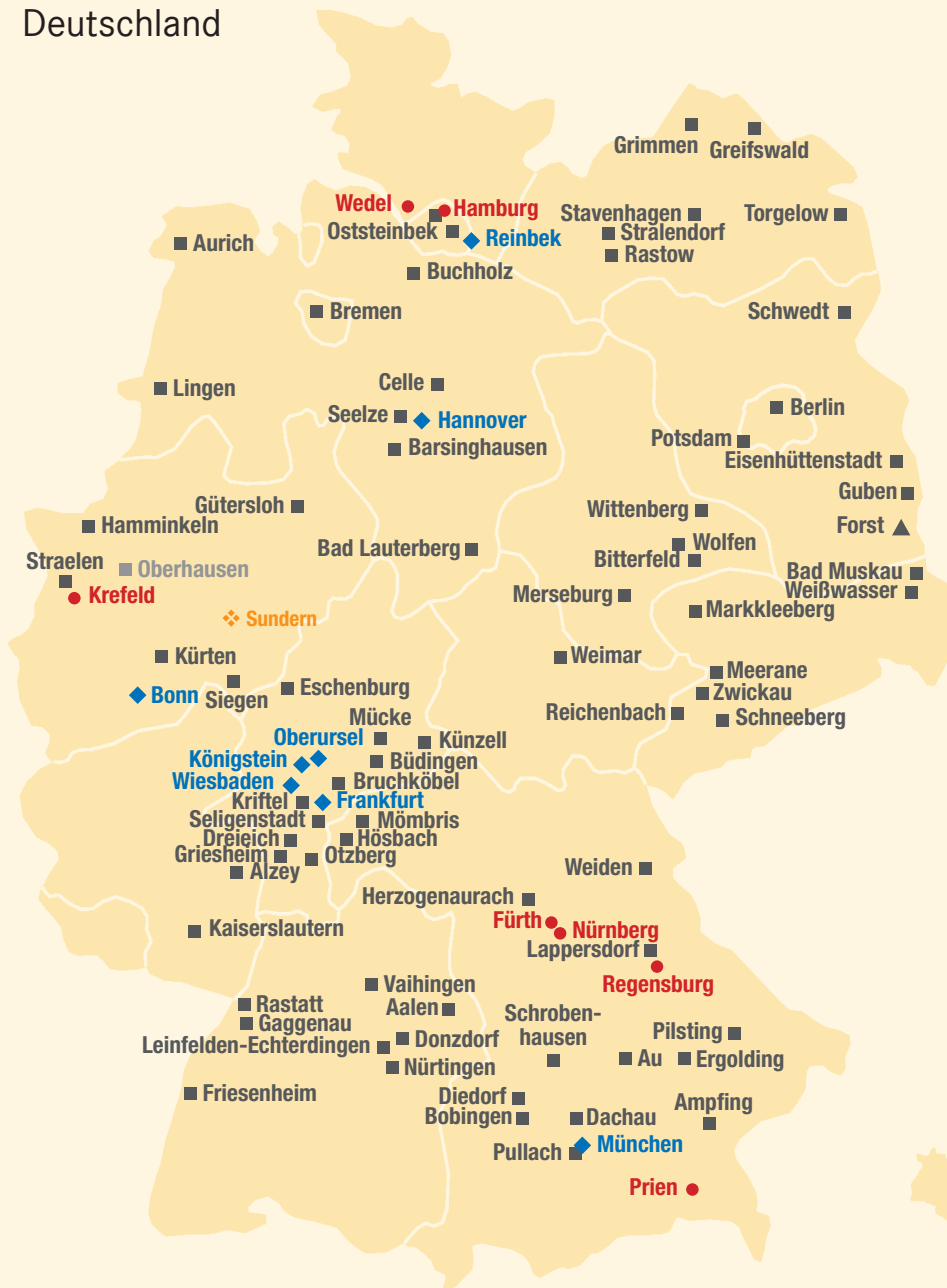 Deutschland
Grimmen
Greifswald
Wedel
Hamburg
Oststeinbek
Reinbek
Stavenhagen
Torgelow
Stralendorf
Rastow
Aurich
Buchholz
Bremen
Schwedt
Lingen
Celle
Seelze
Hannover
Berlin
Barsinghausen
Potsdam
Eisenhüttenstadt
Guben
Gütersloh
Wittenberg
Hamminkeln
Forst
Bad Lauterberg
Wolfen
Bitterfeld
Straelen
Oberhausen
Bad Muskau
Krefeld
Merseburg
Weißwasser
Markkleeberg
Sundern
Kürten
Weimar
Meerane
Bonn
Siegen
Eschenburg
Zwickau
Reichenbach
Schneeberg
Mücke
Oberursel
Künzell
Königstein
Büdingen
Wiesbaden
Bruchköbel
Kriftel
Frankfurt
Seligenstadt
Mömbris
Dreieich
Hösbach
Griesheim
Otzberg
Alzey
Weiden
Herzogenaurach
Fürth
Nürnberg
Kaiserslautern
Lappersdorf
Regensburg
Vaihingen
Rastatt
Aalen
Schroben-
hausen
Gaggenau
Pilsting
Leinfelden-Echterdingen
Donzdorf
Au
Ergolding
Nürtingen
Friesenheim
Diedorf
Ampfing
Bobingen
Dachau
Pullach
München
Prien